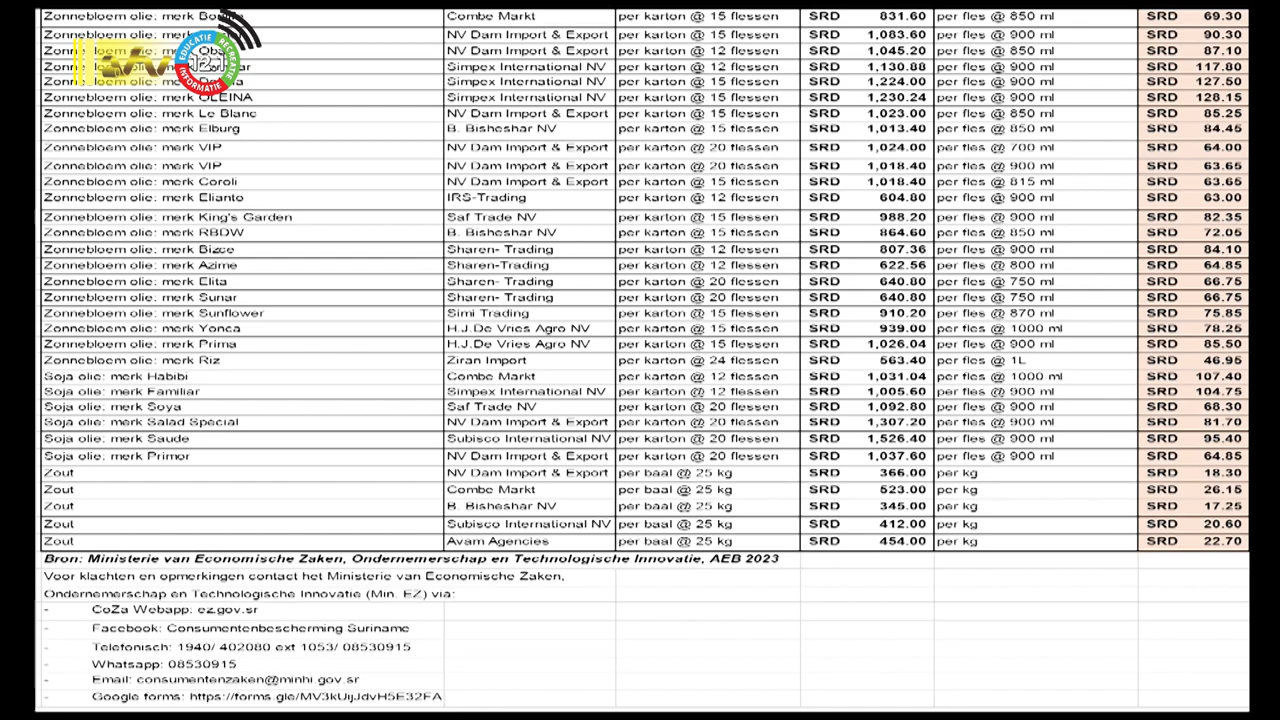 Zonnebloem olie: merk Combe Markt per karton @ 15 flessen SRD 831.60 per fles @ 850 ml SRD 69.30
Zonnebloem olie: merk NV Dam Import & Export per karton @ 15 flessen SRD 1,083.60 per fles @ 900 ml SRD 90.30
NV Dam Import & Export per karton @ 12 flessen SRD 1,045.20 per fles @ 850 ml SRD 87.10
Simpex International NV per karton @ 12 flessen SRD 1,130.88 per fles @ 900 ml SRD 117.80
Simpex International NV per karton @ 15 flessen SRD 1,224.00 per fles @ 900 ml SRD 127.50
Zonnebloem olie: merk OLEINA Simpex International NV per karton @ 15 flessen SRD 1,230.24 per fles @ 900 ml SRD 128.15
Zonnebloem olie: merk Le Blanc NV Dam Import & Export per karton @ 15 flessen SRD 1,023.00 per fles @ 850 ml SRD 85.25
Zonnebloem olie: merk Elburg B. Bisheshar NV per karton @ 15 flessen SRD 1,013.40 per fles @ 850 ml SRD 84.45
Zonnebloem olie: merk VIP NV Dam Import & Export per karton @ 20 flessen SRD 1,024.00 per fles @ 700 ml SRD 64.00
Zonnebloem olie: merk VIP NV Dam Import & Export per karton @ 20 flessen SRD 1,018.40 per fles @ 900 ml SRD 63.65
Zonnebloem olie: merk Coroli NV Dam Import & Export per karton @ 15 flessen SRD 1,018.40 per fles @ 815 ml SRD 63.65
Zonnebloem olie: merk Elianto IRS-Trading per karton @ 12 flessen SRD 604.80 per fles @ 900 ml SRD 63.00
Zonnebloem olie: merk King's Garden Saf Trade NV per karton @ 15 flessen SRD 988.20 per fles @ 900 ml SRD 82.35
Zonnebloem olie: merk RBDW B. Bisheshar NV per karton @ 15 flessen SRD 864.60 per fles @ 850 ml SRD 72.05
Zonnebloem olie: merk Bizce Sharen- Trading per karton @ 12 flessen SRD 807.36 per fles @ 900 ml SRD 84.10
Zonnebloem olie: merk Azime Sharen-Trading per karton @ 12 flessen SRD 622.56 per fles @ 800 ml SRD 64.85
Zonnebloem olie: merk Elita Sharen- Trading per karton @ 20 flessen SRD 640.80 per fles @ 750 ml SRD 66.75
Zonnebloem olie: merk Sunar Sharen- Trading per karton @ 20 flessen SRD 640.80 per fles @ 750 ml SRD 66.75
Zonnebloem olie: merk Sunflower Simi Trading per karton @ 15 flessen SRD 910.20 per fles @ 870 ml SRD 75.85
Zonnebloem olie: merk Yonca H.J.De Vries Agro NV per karton @ 15 flessen SRD 939.00 per fles @ 1000 ml SRD 78.25
Zonnebloem olie: merk Prima H.J.De Vries Agro NV per karton @ 15 flessen SRD 1,026.04 per fles @ 900 ml SRD 85.50
Zonnebloem olie: merk Riz Ziran Import per karton @ 24 flessen SRD 563.40 per fles @ 1L SRD 46.95
Soja olie: merk Habibi Combe Markt per karton @ 12 flessen SRD 1,031.04 per fles @ 1000 ml SRD 107.40
Soja olie: merk Familiar Simpex International NV per karton @ 12 flessen SRD 1,005.60 per fles @ 900 ml SRD 104.75
Soja olie: merk Soya Saf Trade NV per karton @ 20 flessen SRD 1,092.80 per fles @ 900 ml SRD 68.30
Soja olie: merk Salad Special NV Dam Import & Export per karton @ 20 flessen SRD 1,307.20 per fles @ 900 ml SRD 81.70
Soja olie: merk Saude Subisco International NV per karton @ 20 flessen SRD 1,526.40 per fles @ 900 ml SRD 95.40
Soja olie: merk Primor NV Dam Import & Export per karton @ 20 flessen SRD 1,037.60 per fles @ 900 ml SRD 64.85
Zout NV Dam Import & Export per baal @ 25 kg SRD 366.00 per kg SRD 18.30
Zout Combe Markt per baal @ 25 kg SRD 523.00 per kg SRD 26.15
Zout B. Bisheshar NV per baal @ 25 kg SRD 345.00 per kg SRD 17.25
Zout Subisco International NV per baal @ 25 kg SRD 412.00 per kg SRD 20.60
Zout Avam Agencies per baal @ 25 kg SRD 454.00 per kg SRD 22.70
Bron: Ministerie van Economische Zaken, Ondernemerschap en Technologische Innovatie, AEB 2023
Voor klachten en opmerkingen contact het Ministerie van Economische Zaken,
Ondernemerschap en Technologische Innovatie (Min. EZ) via:
- CoZa Webapp: ez.gov.sr
- Facebook: Consumentenbescherming Suriname
- Telefonisch: 1940/ 402080 ext 1053/ 08530915
- Whatsapp: 08530915
- Email: consumentenzaken@minhi.gov.sr
- Google forms: https://forms.gle/MV3kUijJdvH5E32FA
EDUCATIE
RECREATIE
INFORMATIE
12.1